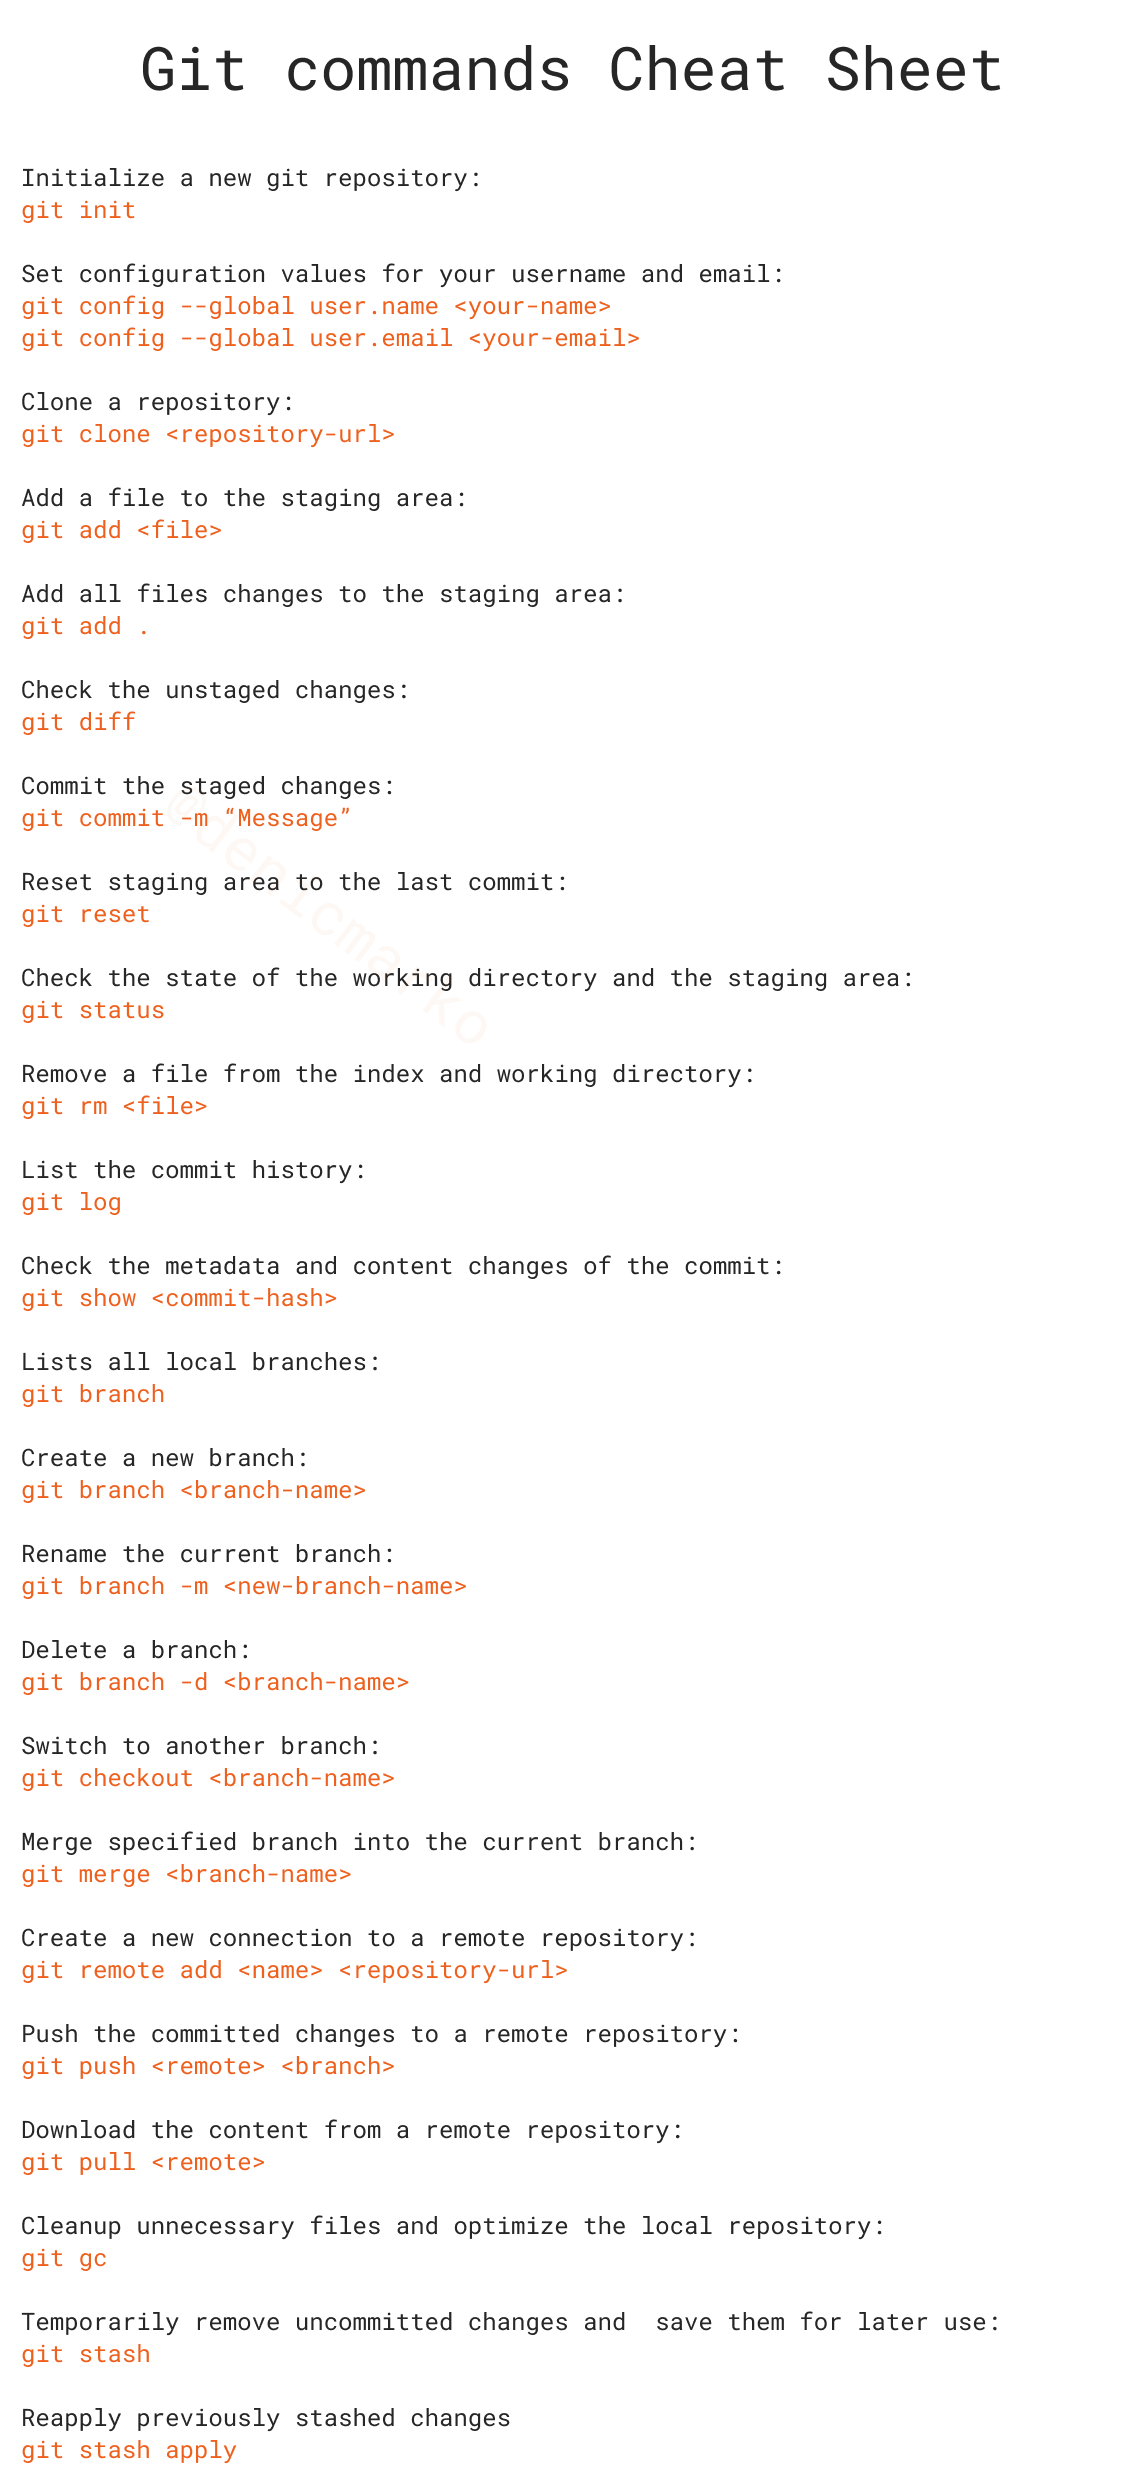 Git commands Cheat Sheet
Initialize a new git repository:
git init
Set configuration values for your username and email:
git config --global user.name <your-name>
git config --global user.email <your-email>
Clone a repository:
git clone <repository-url>
Add a file to the staging area:
git add <file>
Add all files changes to the staging area:
git add .
Check the unstaged changes:
git diff
Commit the staged changes:
git commit -m “Message”
@denicmarko
Reset staging area to the last commit:
git reset
Check the state of the working directory and the staging area:
git status
Remove a file from the index and working directory:
git rm <file>
List the commit history:
git log
Check the metadata and content changes of the commit:
git show <commit-hash>
Lists all local branches:
git branch
Create a new branch:
git branch <branch-name>
Rename the current branch:
git branch -m <new-branch-name>
Delete a branch:
git branch -d <branch-name>
Switch to another branch:
git checkout <branch-name>
Merge specified branch into the current branch:
git merge <branch-name>
Create a new connection to a remote repository:
git remote add <name> <repository-url>
Push the committed changes to a remote repository:
git push <remote> <branch>
Download the content from a remote repository:
git pull <remote>
Cleanup unnecessary files and optimize the local repository:
git gc
Temporarily remove uncommitted changes and  save them for later use:
git stash
Reapply previously stashed changes
git stash apply